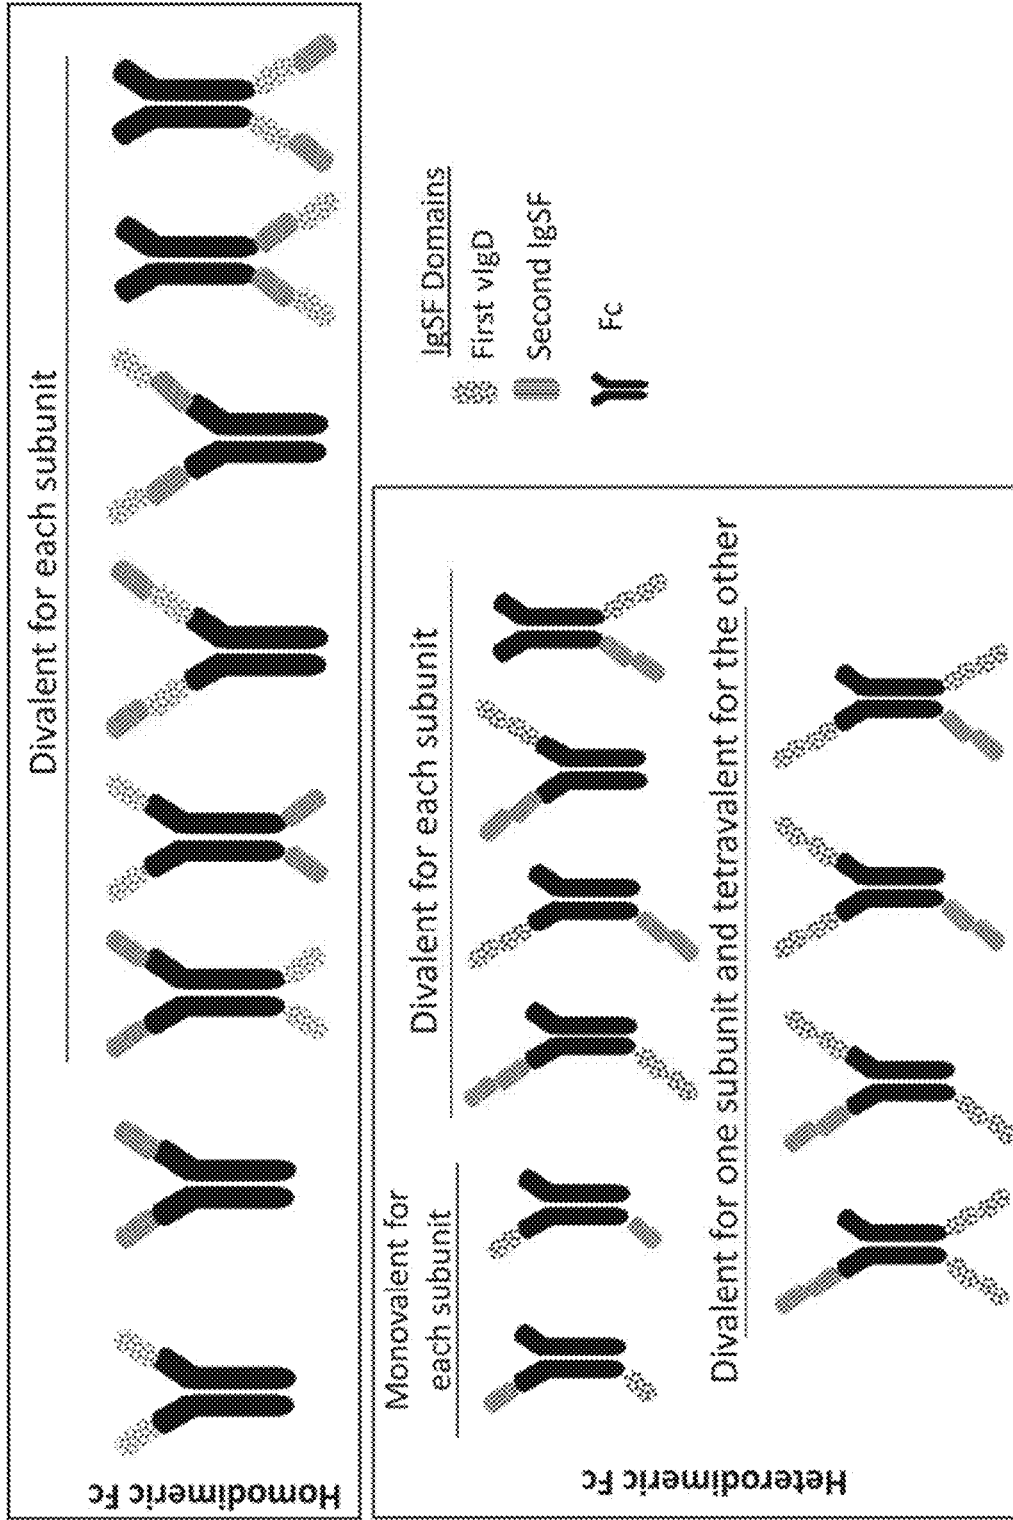 Homodimeric Fc
Divalent for each subunit
Heterodimeric Fc
Monovalent for
each subunit
Divalent for each subunit
Divalent for one subunit and tetravalent for the other
IgSF Domains
First vIgD
Second IgSF
Fc